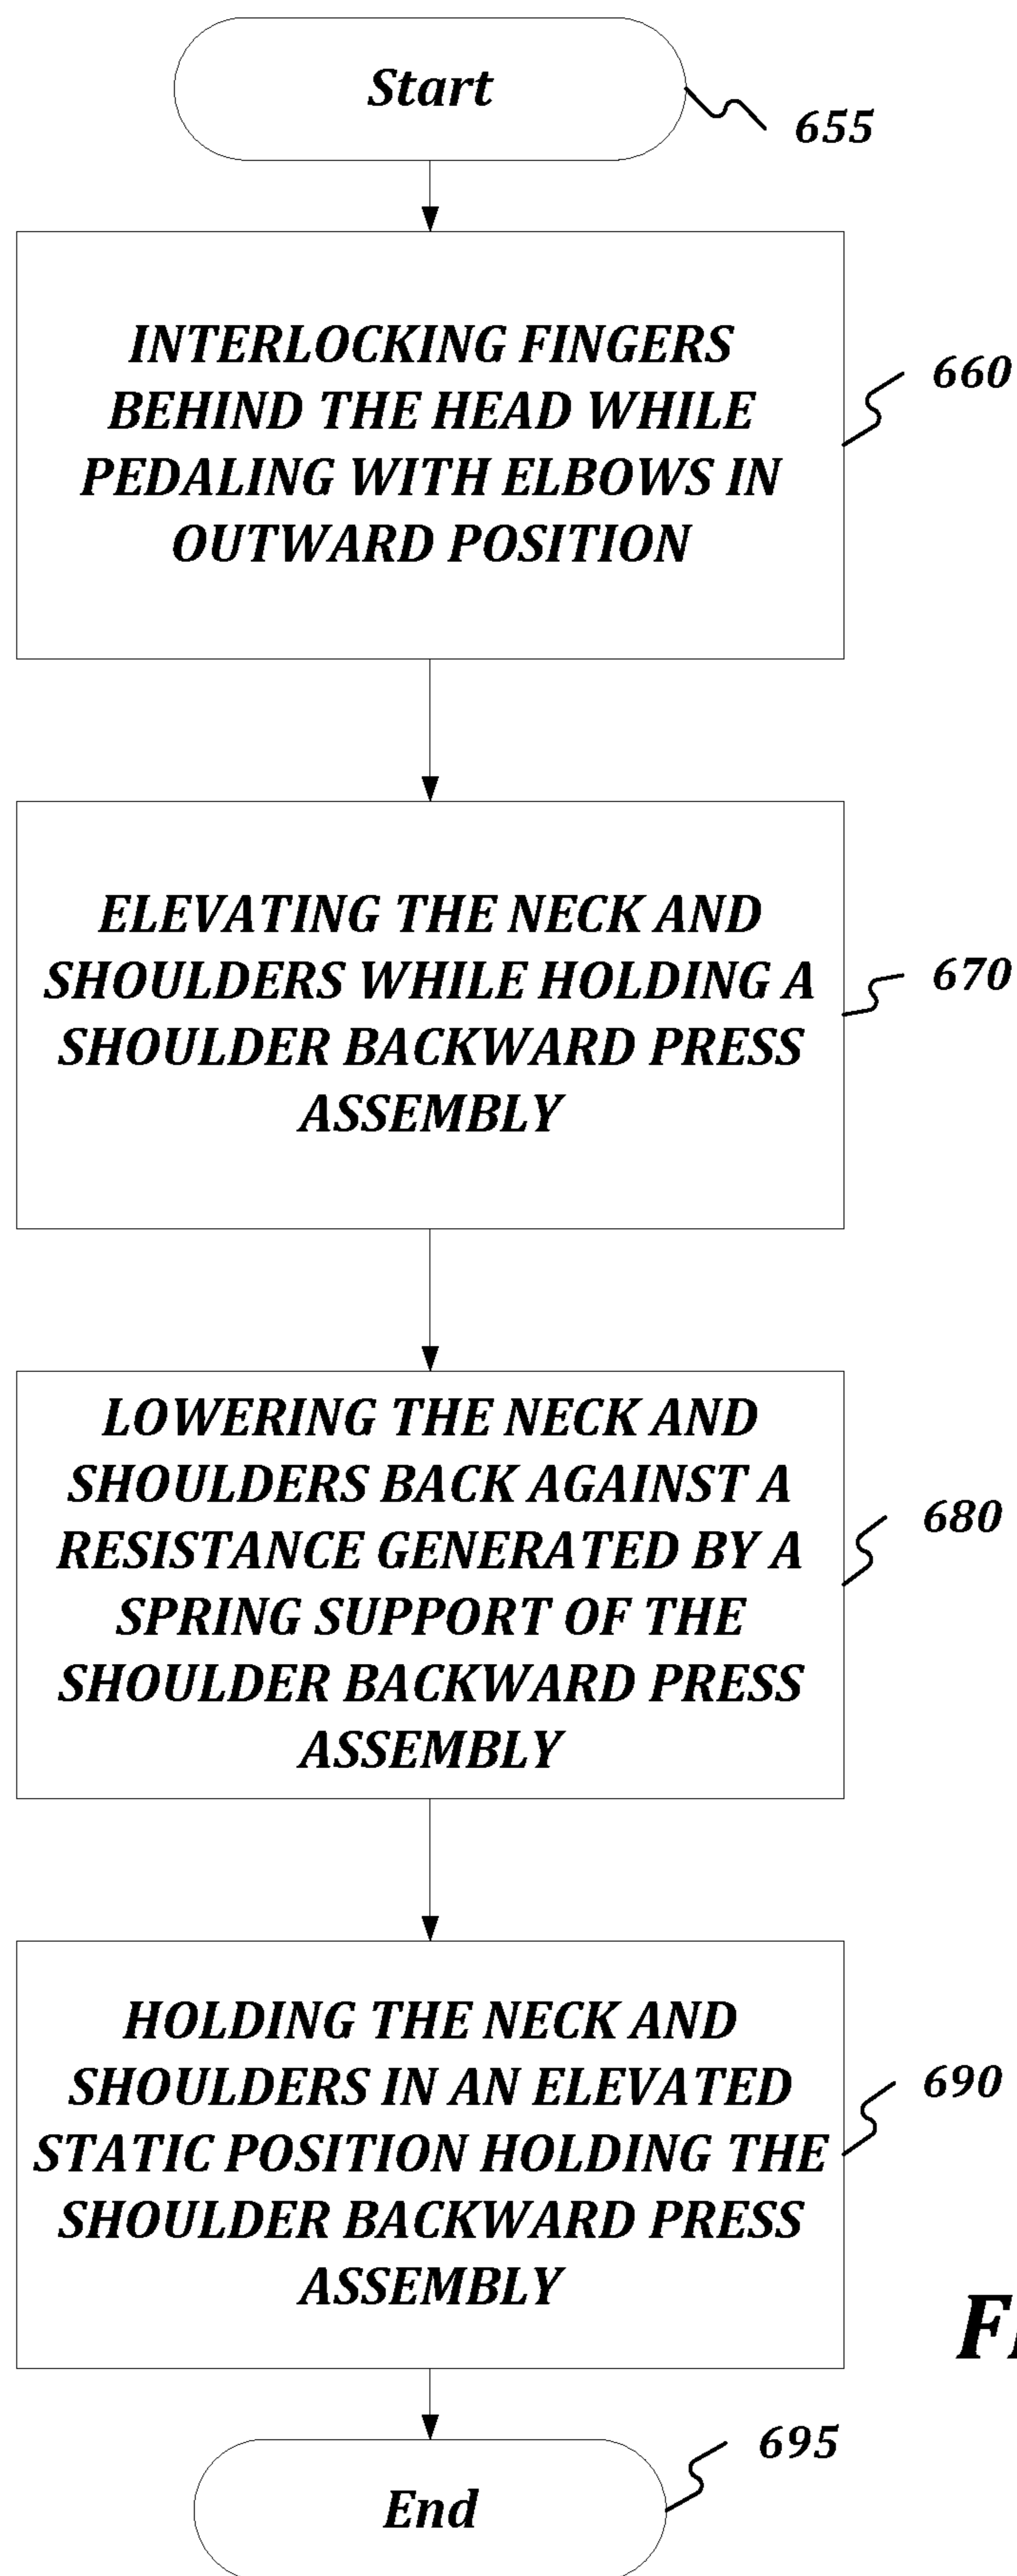 Start
655
INTERLOCKING FINGERS
BEHIND THE HEAD WHILE
PEDALING WITH ELBOWS IN
OUTWARD POSITION
660
ELEVATING THE NECK AND
SHOULDERS WHILE HOLDING A
SHOULDER BACKWARD PRESS
ASSEMBLY
670
LOWERING THE NECK AND
SHOULDERS BACK AGAINST A
RESISTANCE GENERATED BY A
SPRING SUPPORT OF THE
SHOULDER BACKWARD PRESS
ASSEMBLY
680
HOLDING THE NECK AND
SHOULDERS IN AN ELEVATED
STATIC POSITION HOLDING THE
SHOULDER BACKWARD PRESS
ASSEMBLY
690
End
695